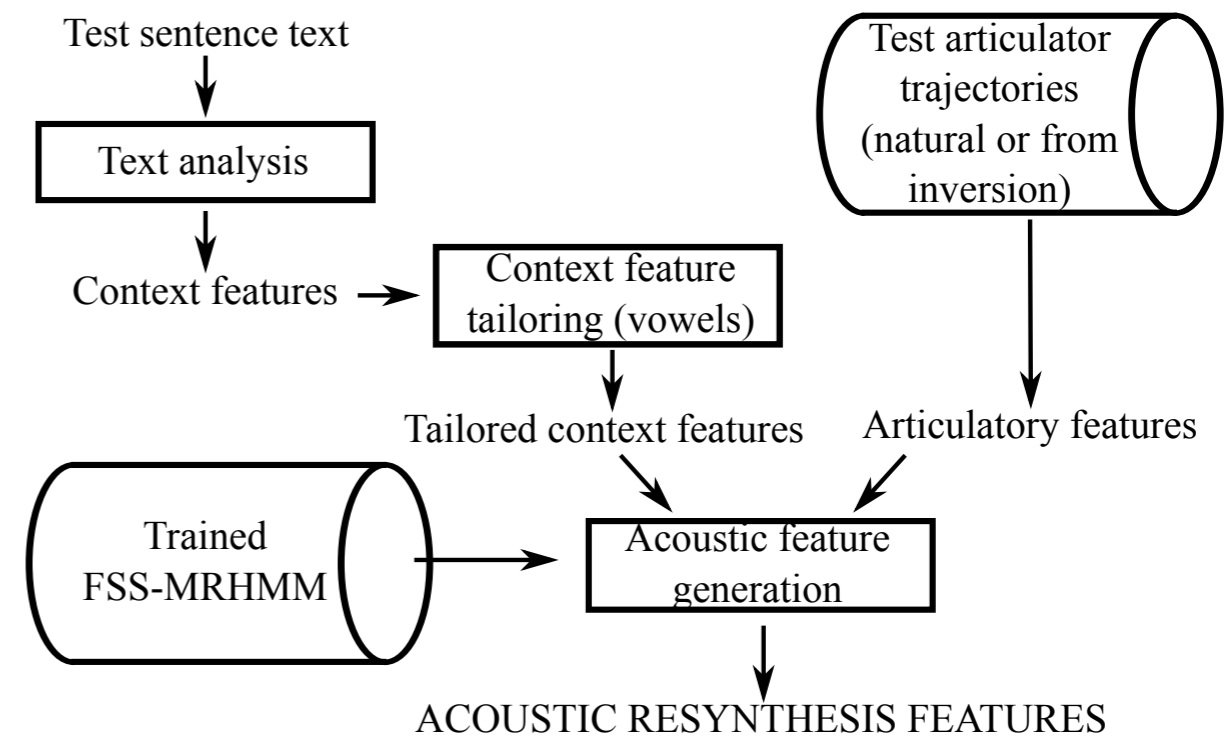 Test sentence text
Text analysis
Context features
Context feature
tailoring (vowels)
Tailored context features
Test articulator
trajectories
(natural or from
inversion)
Articulatory features
Trained
FSS-MRHMM
Acoustic feature
generation
ACOUSTIC RESYNTHESIS FEATURES